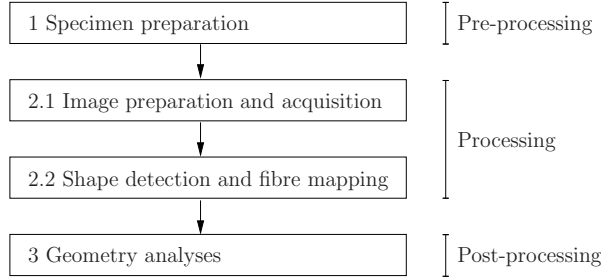 1 Specimen preparation
Pre-processing
2.1 Image preparation and acquisition
Processing
2.2 Shape detection and fibre mapping
3 Geometry analyses
Post-processing